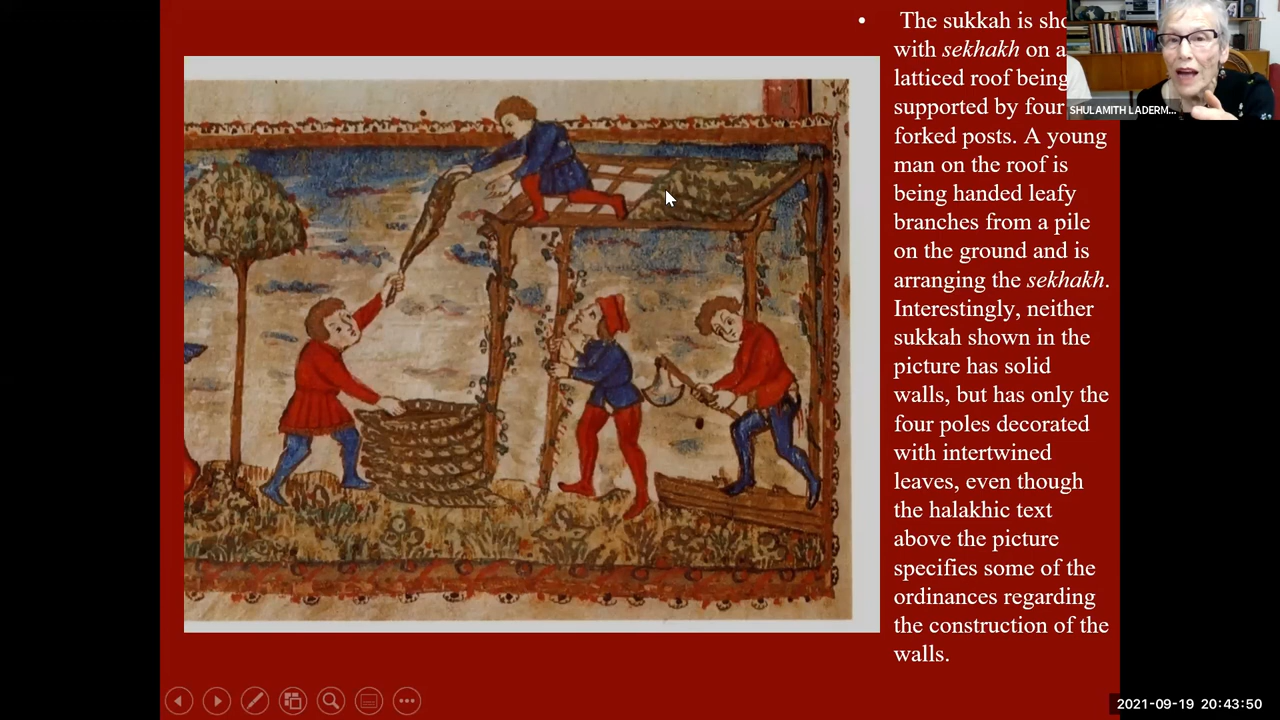 • The sukkah is sho
with sekhakh on a
latticed roof being
supported by four
forked posts. A young
man on the roof is
being handed leafy
branches from a pile
on the ground and is
arranging the sekhakh.
Interestingly, neither
sukkah shown in the
picture has solid
walls, but has only the
four poles decorated
with intertwined
leaves, even though
the halakhic text
above the picture
specifies some of the
ordinances regarding
the construction of the
walls.
SHULAMITH LADERM...
2021-09-19 20:43:50